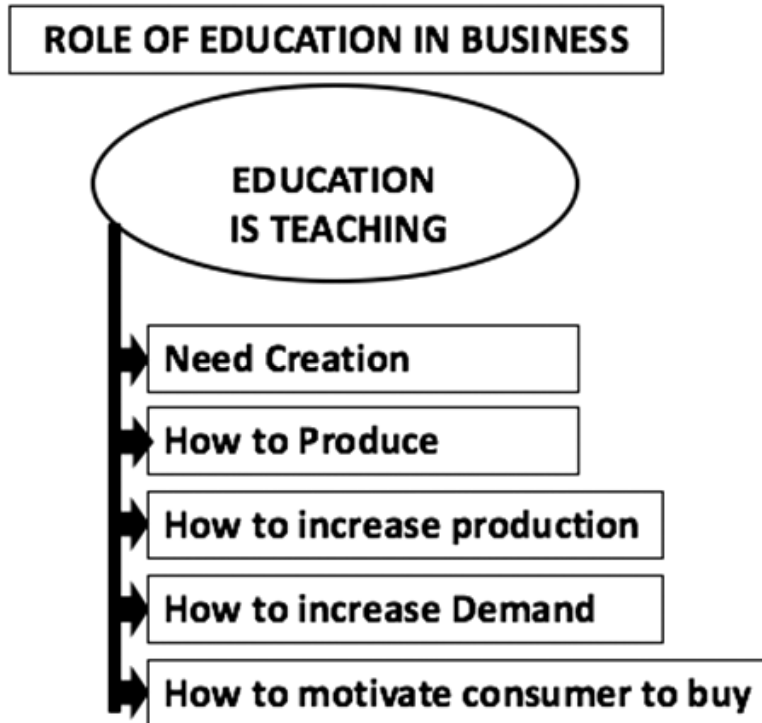 ROLE OF EDUCATION IN BUSINESS
EDUCATION
IS TEACHING
Need Creation
How to Produce
How to increase production
How to increase Demand
How to motivate consumer to buy